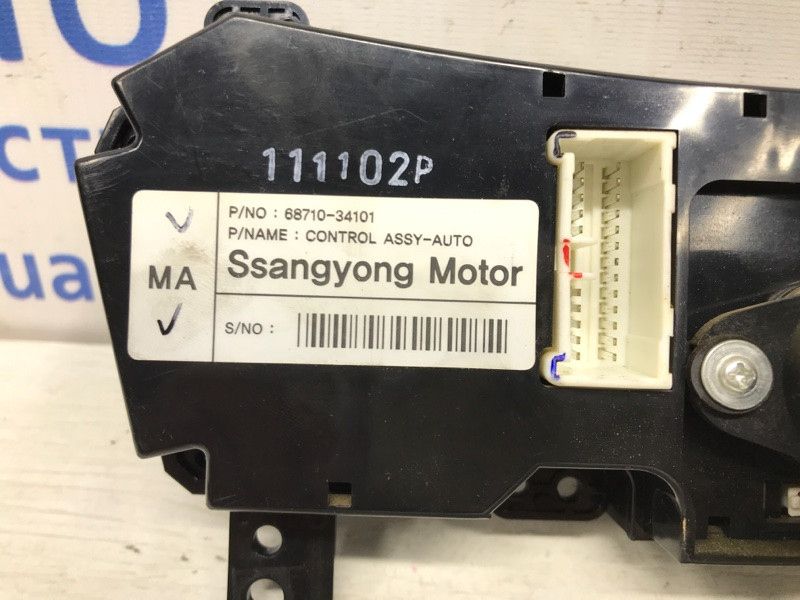 111102P
P/NO : 68710-34101
P/NAME : CONTROL ASSY-AUTO
MA
Ssangyong Motor
S/NO :